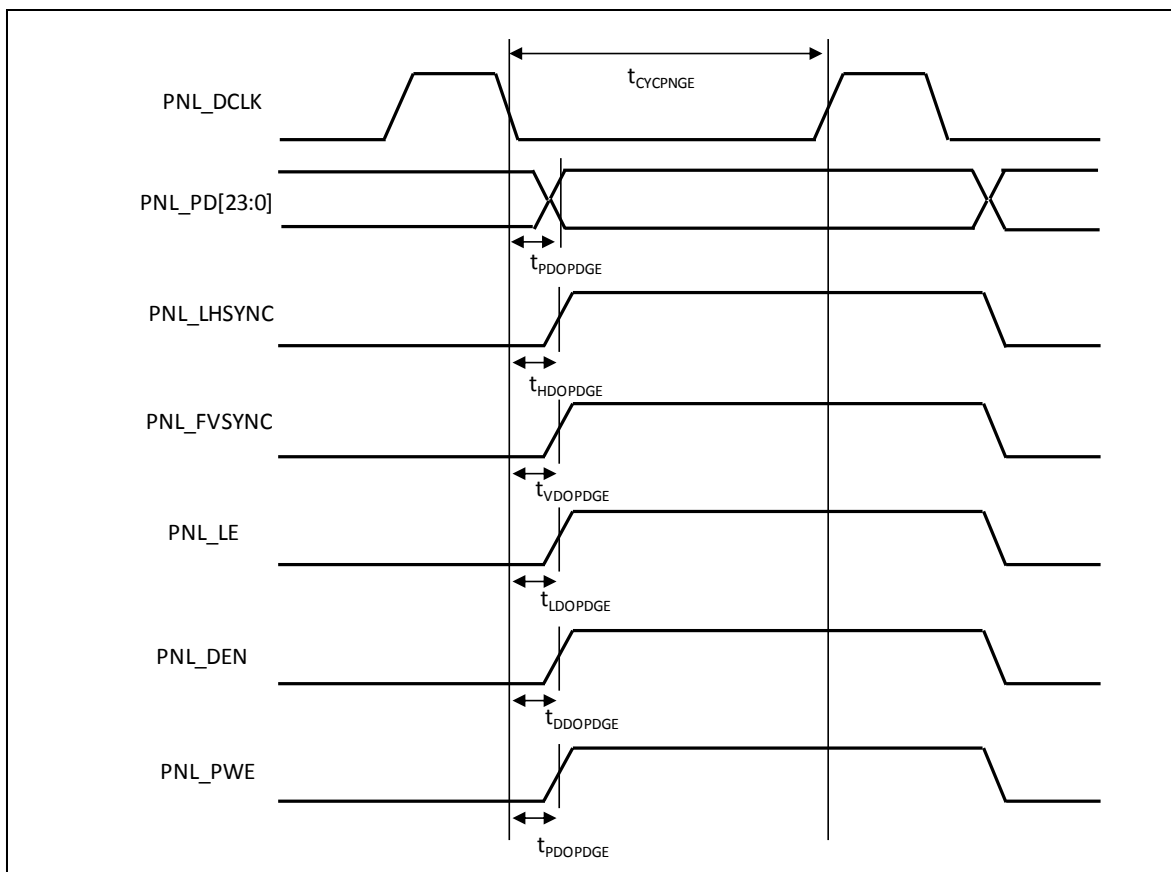 tCYCPNGE
PNL_DCLK
PNL_PD[23:0]
tPDOPDGE
PNL_LHSYNC
tHDOPDGE
PNL_FVSYNC
tVDOPDGE
PNL_LE
tLDOPDGE
PNL_DEN
tDDOPDGE
PNL_PWE
tPDOPDGE